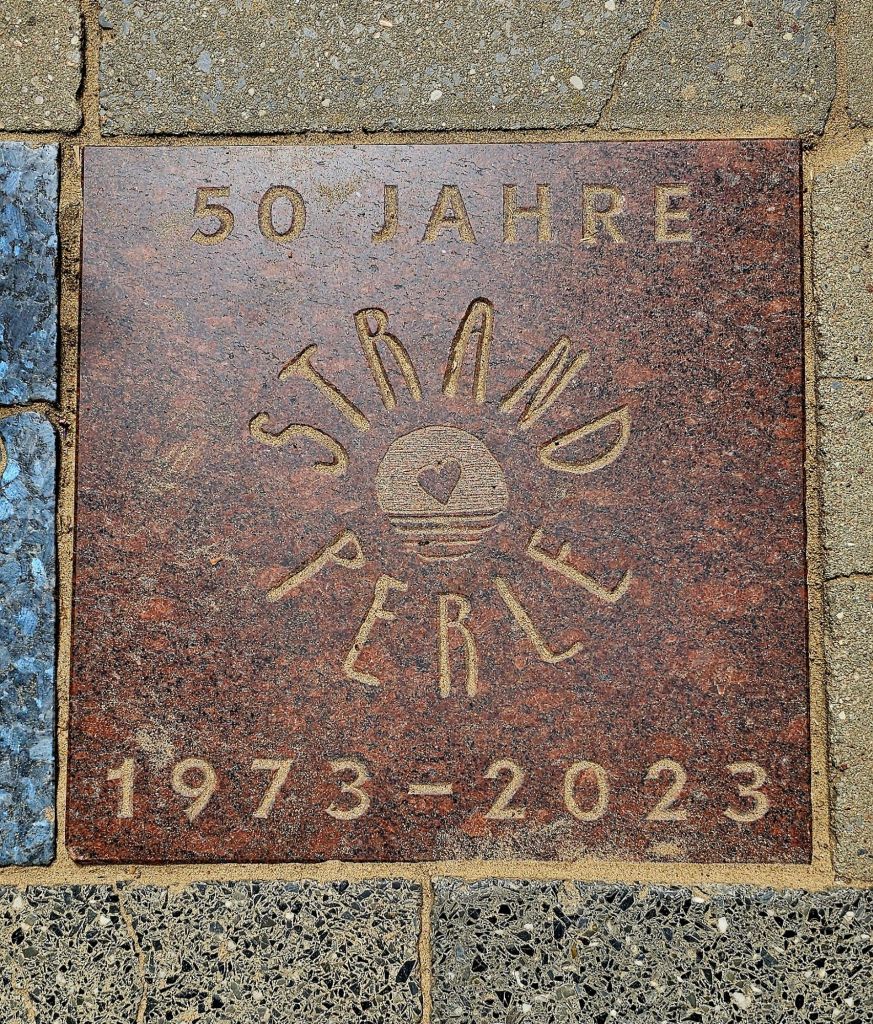 50 JAHRE
STRAND
PERLE
1973-2023